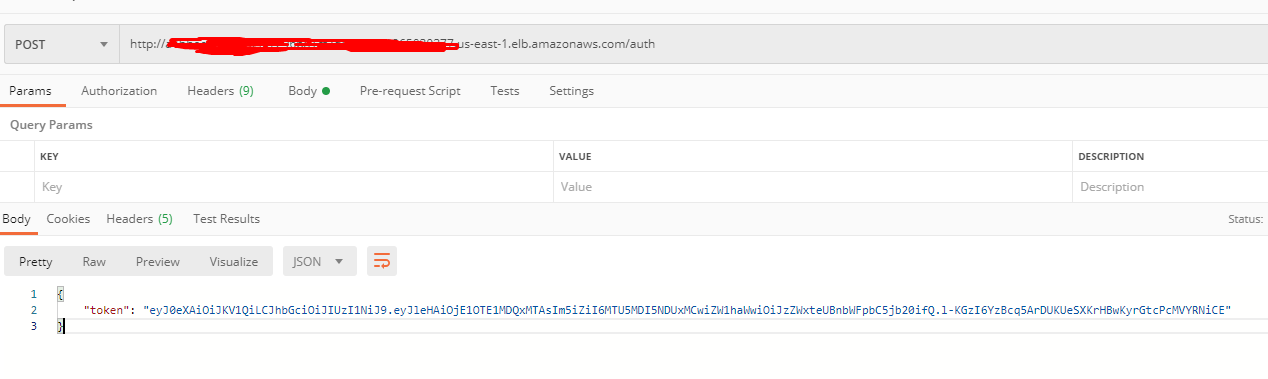 POST
http://a us-east-1.elb.amazonaws.com/auth
Params Authorization Headers (9) Body Pre-request Script Tests Settings
Query Params
KEY VALUE DESCRIPTION
Key Value Description
Body Cookies Headers (5) Test Results Status:
Pretty Raw Preview Visualize JSON
1 {
2 "token": "eyJ0eXAiOiJKV1QiLCJhbGciOiJIUzI1NiJ9.eyJleHAiOjE1OTE1MDQxMTAsIm5iZiI6MTU5MDI5NDUxMCwiZW1haWwiOiJzZWxteUBnbWFpbC5jb20ifQ.l-KGzI6YzBcq5ArDUKUeSXKrHBwKyrGtcPcMVYRNiCE"
3 }